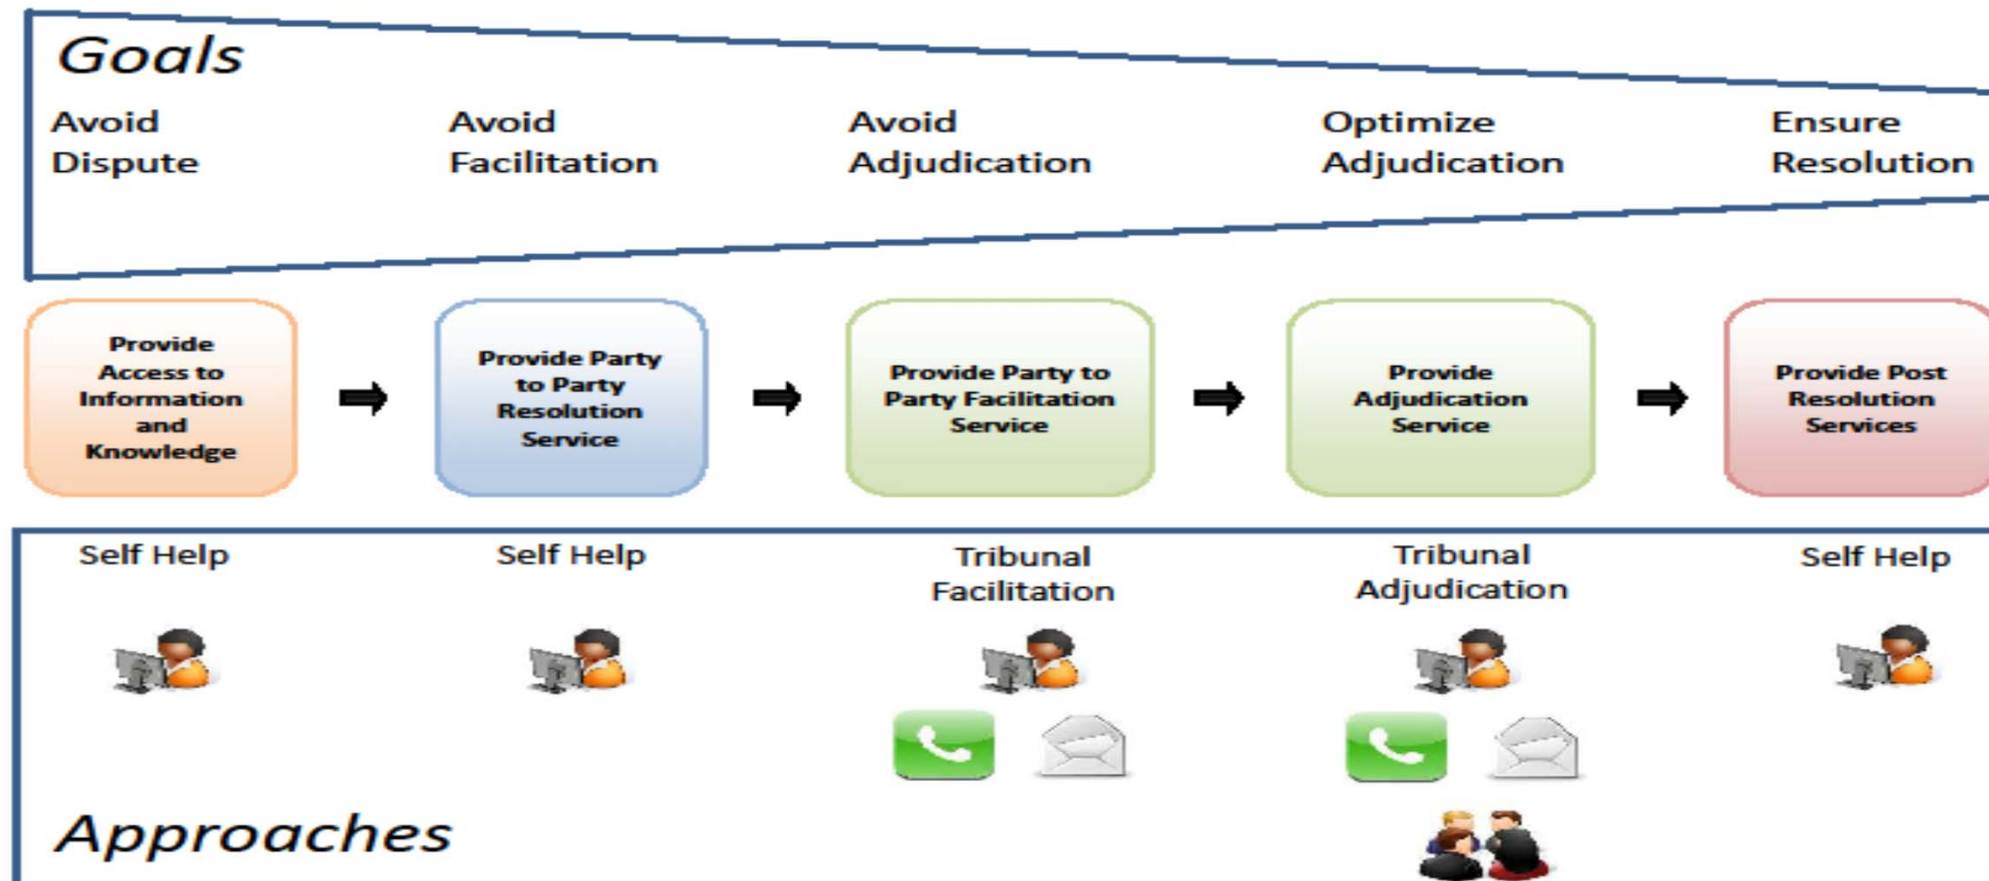 Goals
Avoid
Dispute
Avoid
Facilitation
Avoid
Adjudication
Optimize
Adjudication
Ensure
Resolution
Provide
Access to
Information
and
Knowledge
Provide Party
to Party
Resolution
Service
Provide Party to
Party Facilitation
Service
Provide
Adjudication
Service
Provide Post
Resolution
Services
Self Help
Self Help
Tribunal
Facilitation
Tribunal
Adjudication
Self Help
Approaches